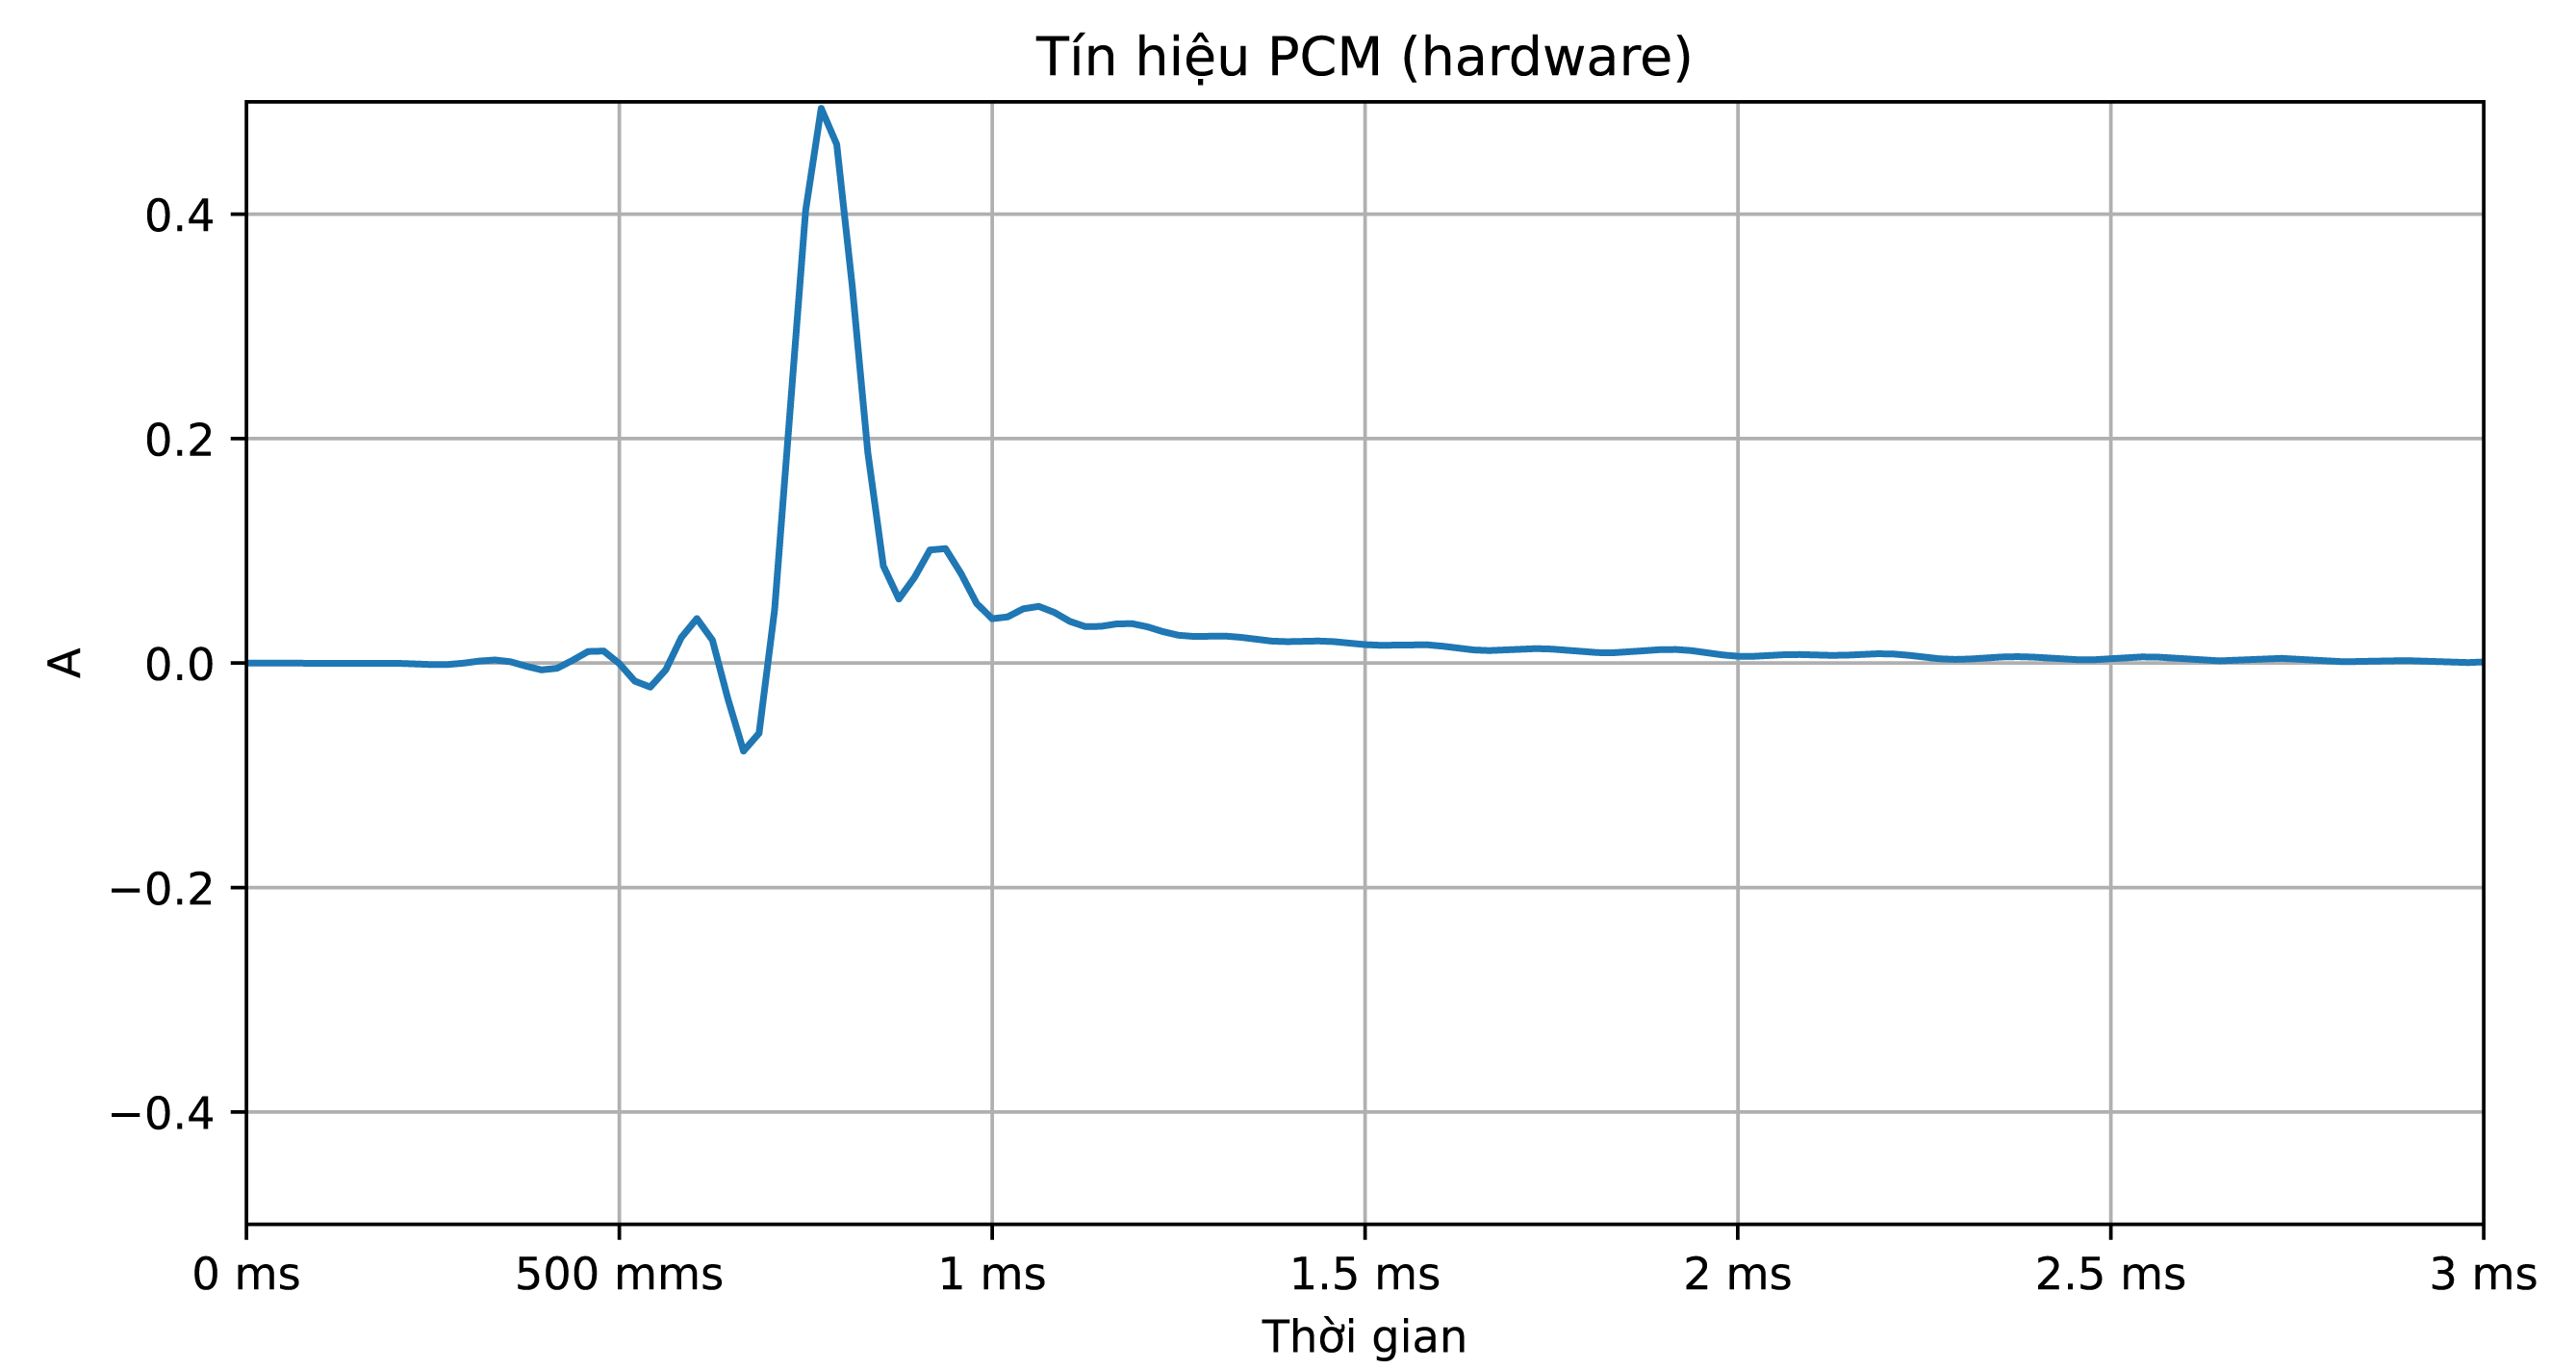 Tín hiệu PCM (hardware)
0.4
0.2
0.0
−0.2
−0.4
A
0 ms 500 mms 1 ms 1.5 ms 2 ms 2.5 ms 3 ms
Thời gian